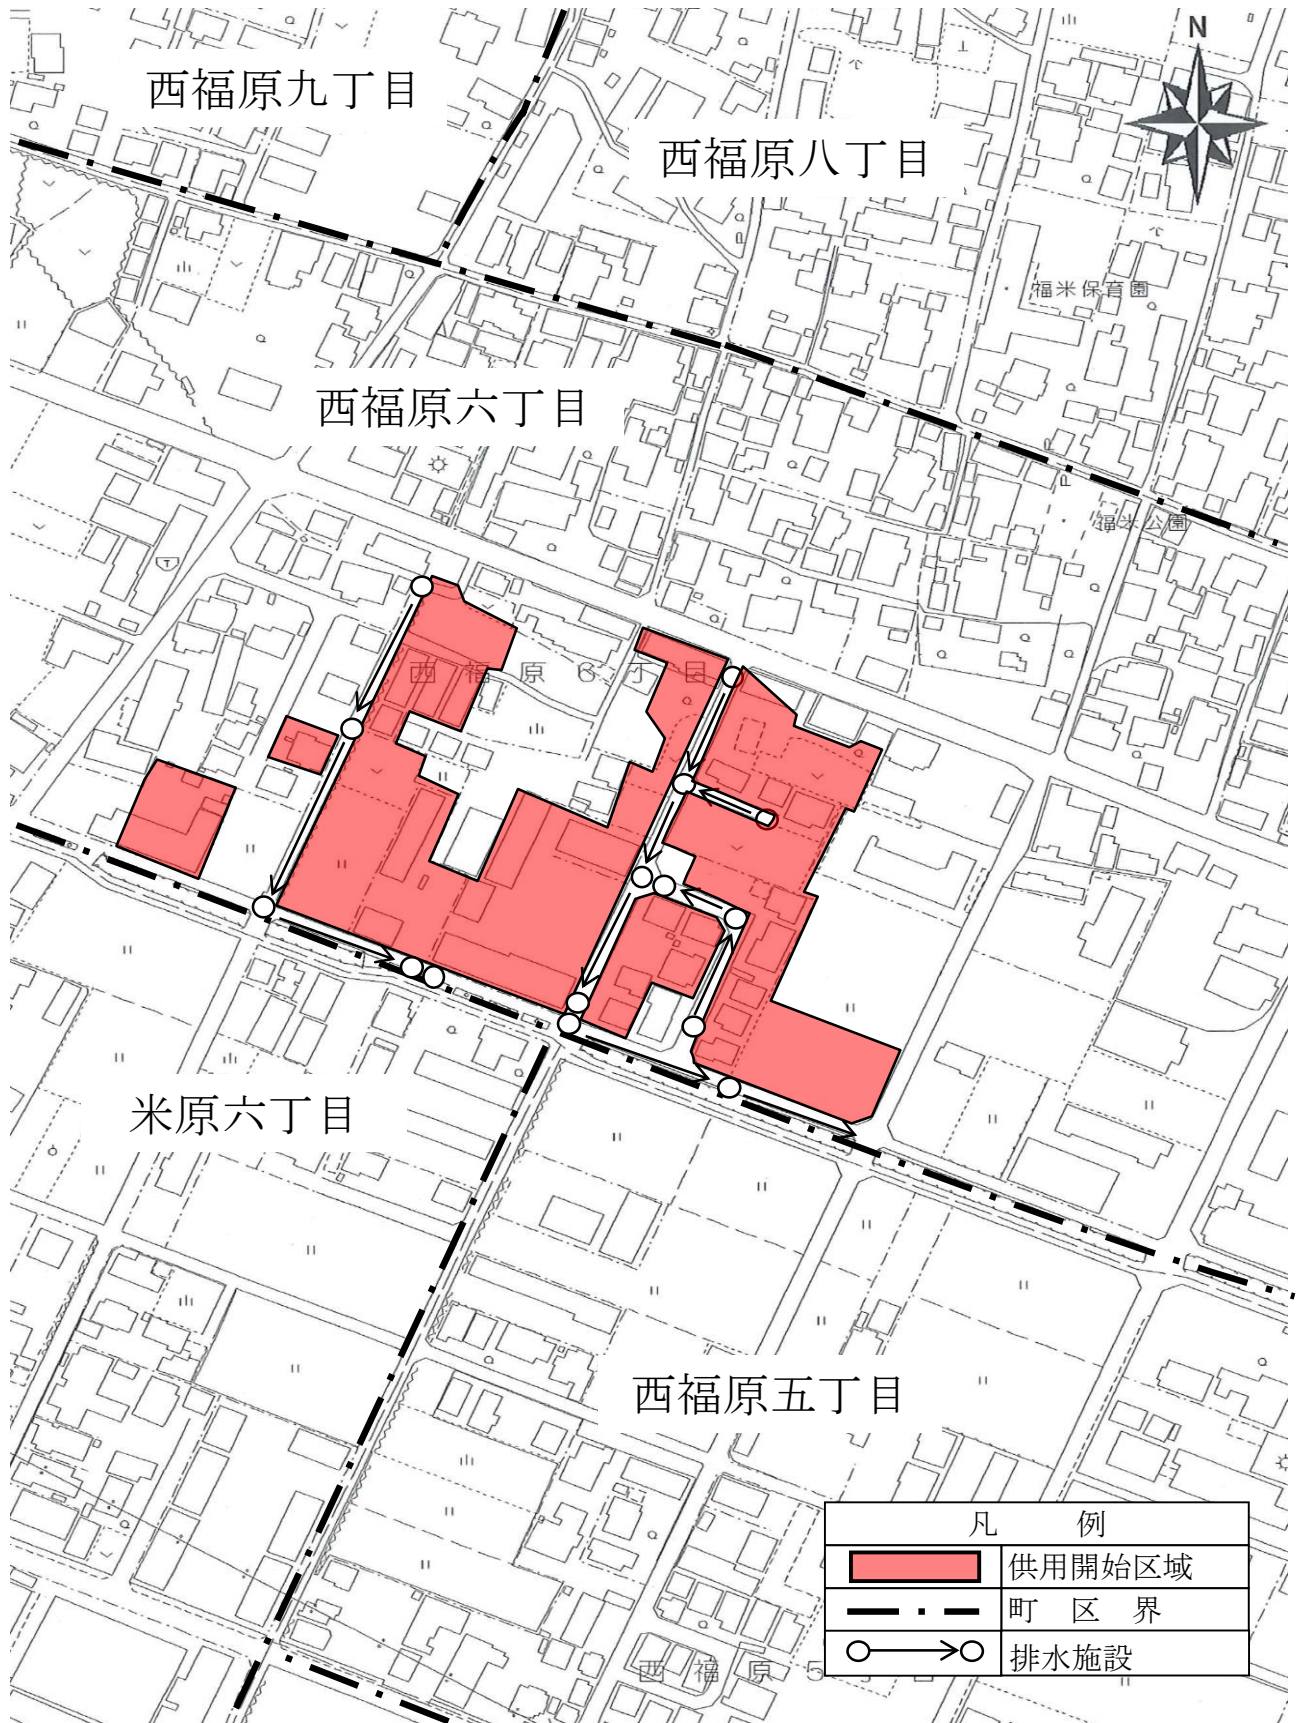 N
西福原九丁目
西福原八丁目
福米保育園
西福原六丁目
福米公園
T
西福原6丁目
米原六丁目
西福原五丁目
凡 例
供用開始区域
町 区 界
排水施設
西福原5